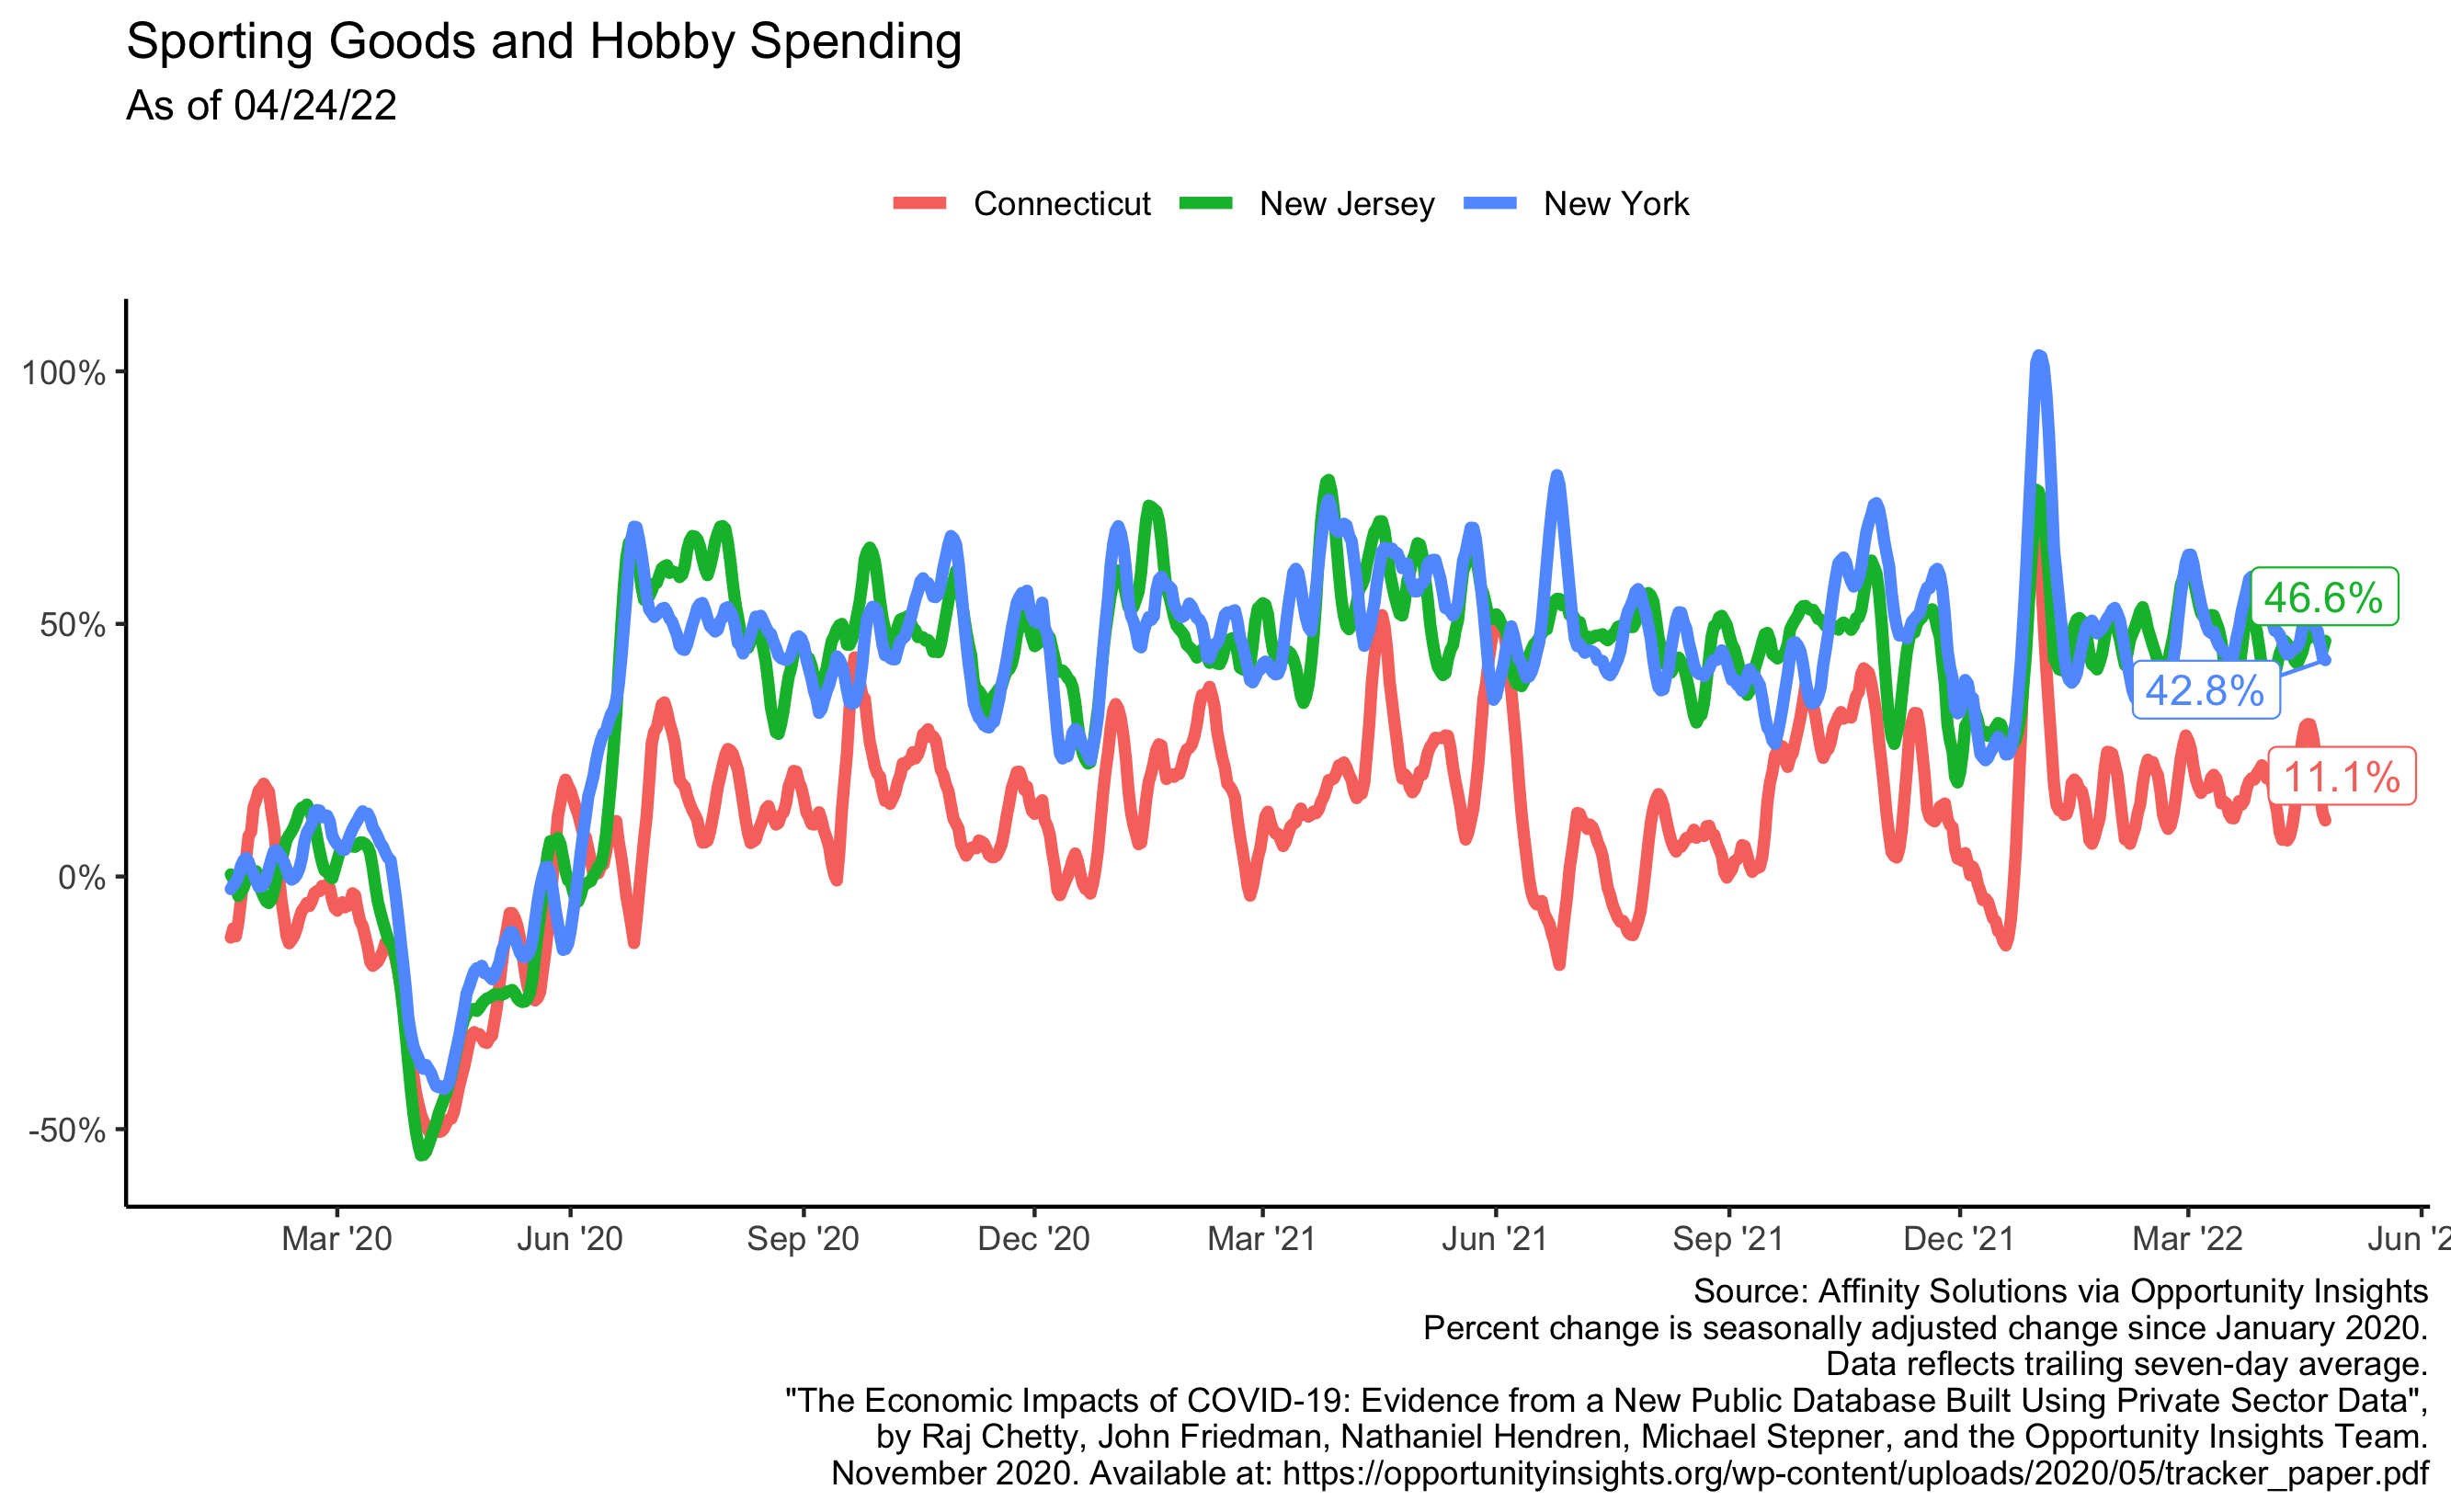 Sporting Goods and Hobby Spending
As of 04/24/22
Connecticut New Jersey New York
100%
50%
0%
-50%
46.6%
42.8%
11.1%
Mar '20 Jun '20 Sep '20 Dec '20 Mar '21 Jun '21 Sep '21 Dec '21 Mar '22 Jun '2
Source: Affinity Solutions via Opportunity Insights
Percent change is seasonally adjusted change since January 2020.
Data reflects trailing seven-day average.
"The Economic Impacts of COVID-19: Evidence from a New Public Database Built Using Private Sector Data",
by Raj Chetty, John Friedman, Nathaniel Hendren, Michael Stepner, and the Opportunity Insights Team.
November 2020. Available at: https://opportunityinsights.org/wp-content/uploads/2020/05/tracker_paper.pdf